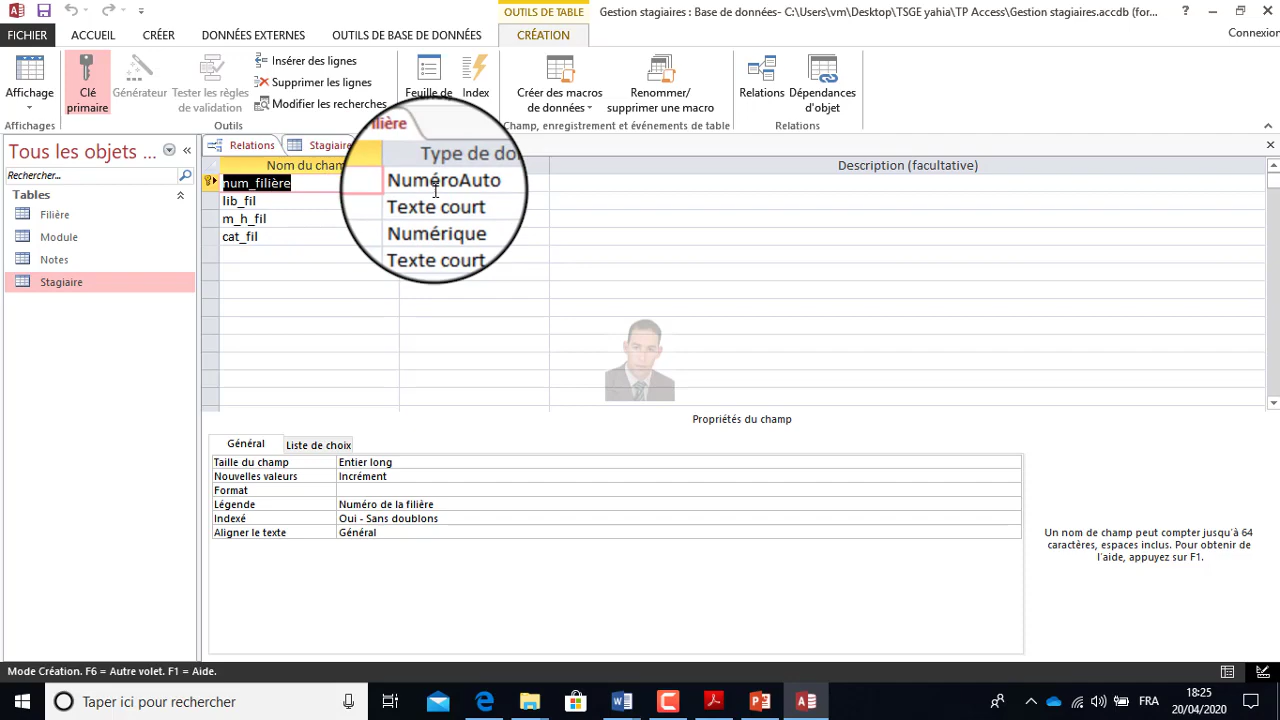 OUTILS DE TABLE
Gestion stagiaires : Base de données- C:\Users\vm\Desktop\TSGE yahia\TP Access\Gestion stagiaires.accdb (for...
FICHIER ACCUEIL CRÉER DONNÉES EXTERNES OUTILS DE BASE DE DONNÉES CRÉATION Connexion
Affichage
Clé primaire
Générateur
Tester les règles de validation
Insérer des lignes
Supprimer les lignes
Modifier les recherches
Feuille de
Index
Créer des macros de données
Renommer/ supprimer une macro
Relations
Dépendances d'objet
Affichages Outils Champ, enregistrement et événements de table Relations
Tous les objets ...
Rechercher...
Tables
Filière
Module
Notes
Stagiaire
Relations Stagiaire ilière
Nom du cham Type de do Description (facultative)
num_filière NuméroAuto
lib_fil Texte court
m_h_fil Numérique
cat_fil Texte court
Propriétés du champ
Général Liste de choix
Taille du champ Entier long
Nouvelles valeurs Incrément
Format
Légende Numéro de la filière
Indexé Oui - Sans doublons
Aligner le texte Général
Un nom de champ peut compter jusqu'à 64
caractères, espaces inclus. Pour obtenir de
l'aide, appuyez sur F1.
Mode Création. F6 = Autre volet. F1 = Aide.
Taper ici pour rechercher
FRA
18:25
20/04/2020